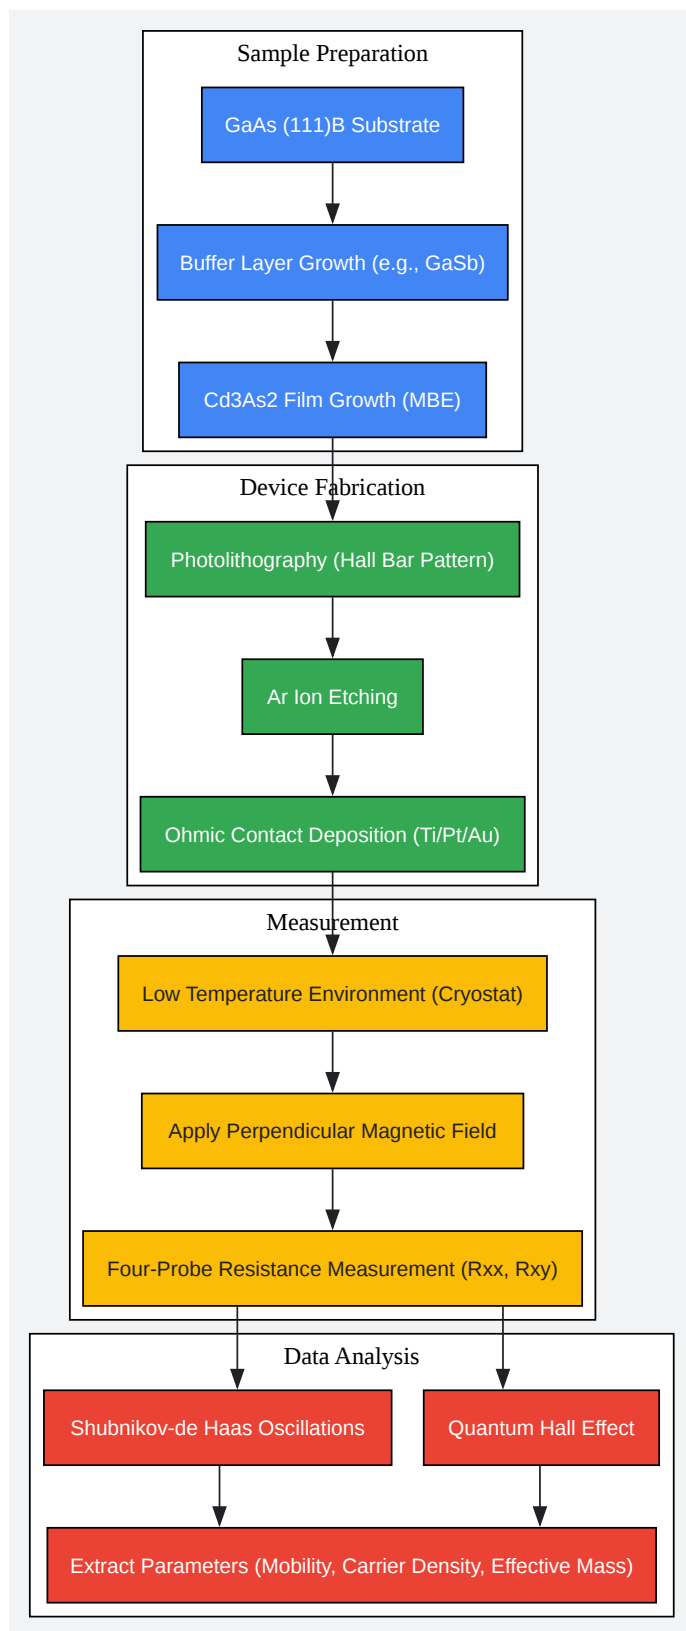 Sample Preparation
GaAs (111)B Substrate
Buffer Layer Growth (e.g., GaSb)
Cd3As2 Film Growth (MBE)
Device Fabrication
Photolithography (Hall Bar Pattern)
Ar Ion Etching
Ohmic Contact Deposition (Ti/Pt/Au)
Measurement
Low Temperature Environment (Cryostat)
Apply Perpendicular Magnetic Field
Four-Probe Resistance Measurement (Rxx, Rxy)
Data Analysis
Shubnikov-de Haas Oscillations
Quantum Hall Effect
Extract Parameters (Mobility, Carrier Density, Effective Mass)